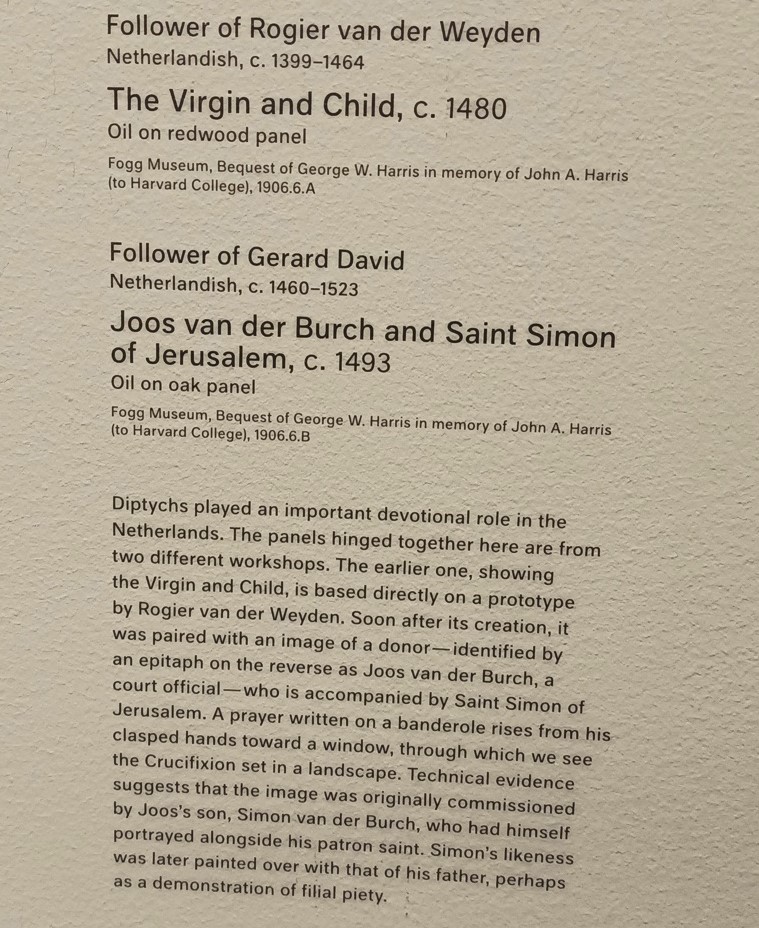 Follower of Rogier van der Weyden
Netherlandish, c. 1399–1464
The Virgin and Child, c. 1480
Oil on redwood panel
Fogg Museum, Bequest of George W. Harris in memory of John A. Harris
(to Harvard College), 1906.6.A
Follower of Gerard David
Netherlandish, c. 1460–1523
Joos van der Burch and Saint Simon
of Jerusalem, c. 1493
Oil on oak panel
Fogg Museum, Bequest of George W. Harris in memory of John A. Harris
(to Harvard College), 1906.6.B
Diptychs played an important devotional role in the
Netherlands. The panels hinged together here are from
two different workshops. The earlier one, showing
the Virgin and Child, is based directly on a prototype
by Rogier van der Weyden. Soon after its creation, it
was paired with an image of a donor—identified by
an epitaph on the reverse as Joos van der Burch, a
court official—who is accompanied by Saint Simon of
Jerusalem. A prayer written on a banderole rises from his
clasped hands toward a window, through which we see
the Crucifixion set in a landscape. Technical evidence
suggests that the image was originally commissioned
by Joos's son, Simon van der Burch, who had himself
portrayed alongside his patron saint. Simon's likeness
was later painted over with that of his father, perhaps
as a demonstration of filial piety.